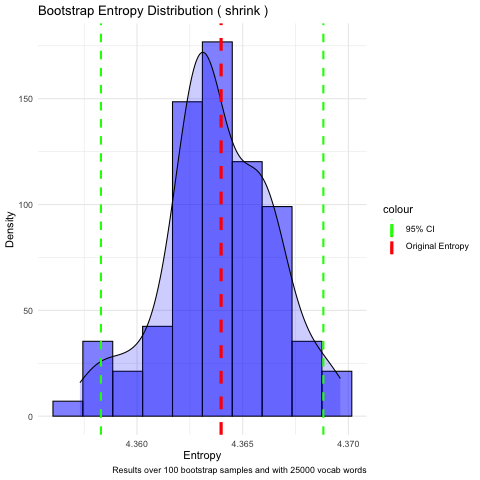 Bootstrap Entropy Distribution ( shrink )
150
100
50
0
Density
4.360
4.365
4.370
Entropy
colour
95% CI
Original Entropy
Results over 100 bootstrap samples and with 25000 vocab words